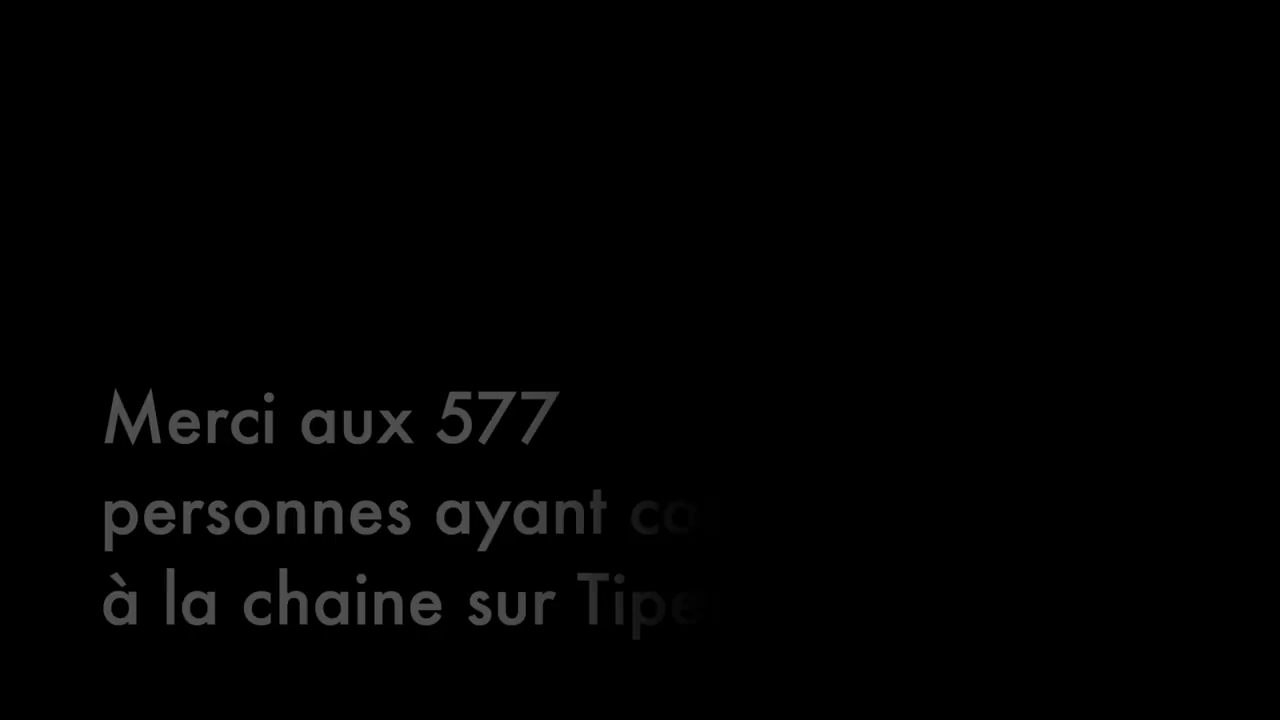 Merci aux 577
personnes ayant
à la chaine sur